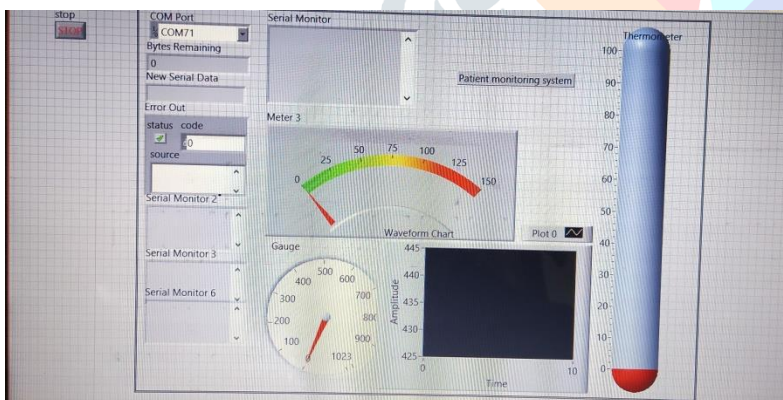 stop
STOP
COM Port
COM71
Bytes Remaining
0
New Serial Data
Error Out
status code
0
source
Serial Monitor 2
Serial Monitor 3
Serial Monitor 6
Serial Monitor
Patient monitoring system
Meter 3
0
25
50
75
100
125
150
Gauge
0
100
200
300
400
500
600
700
800
900
1023
Waveform Chart
Plot 0
Amplitude
445
440
435
430
425
0
10
Time
Thermometer
100
90
80
70
60
50
40
30
20
10
0